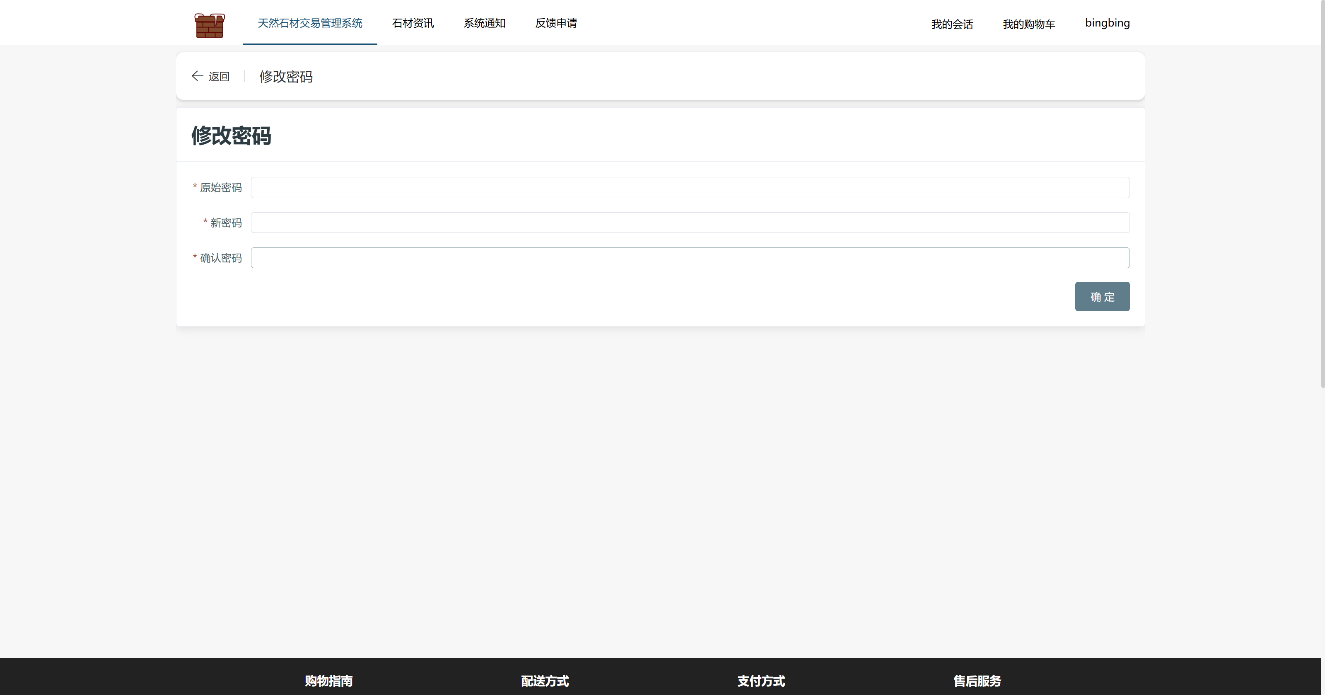 天然石材交易管理系统 石材资讯 系统通知 反馈申请 我的会话 我的购物车 bingbing
返回 修改密码
修改密码
* 原始密码
* 新密码
* 确认密码
确 定
购物指南 配送方式 支付方式 售后服务